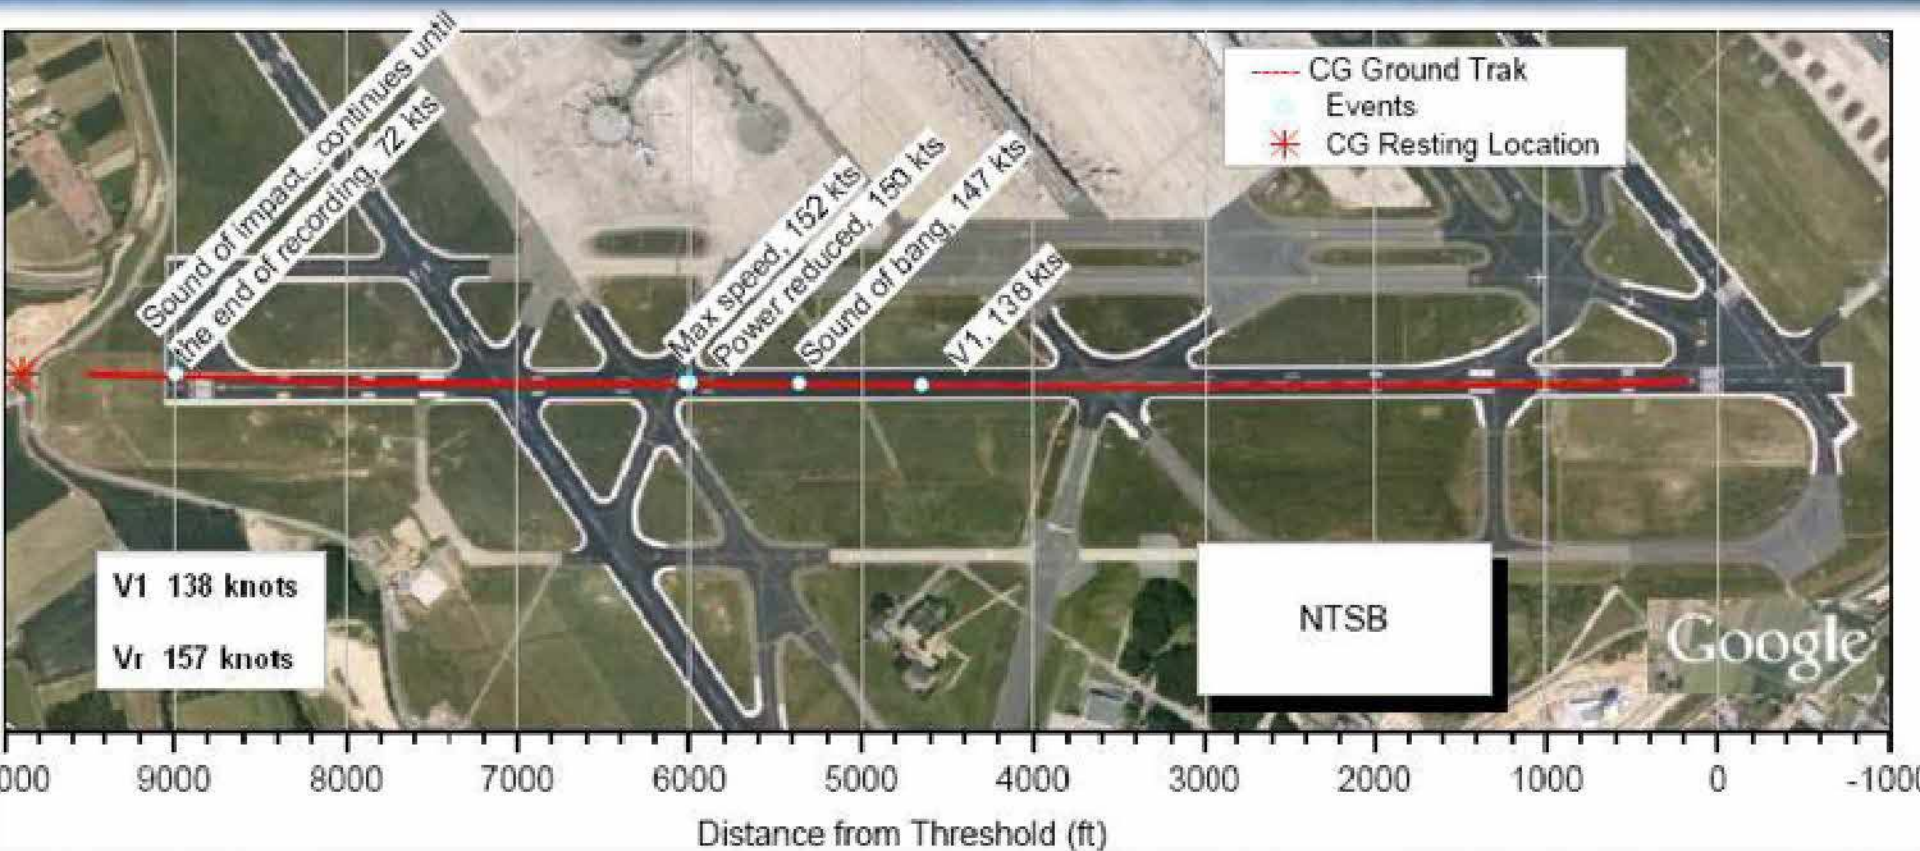 Sound of impact...continues until
the end of recording, 72 kts
Max speed, 152 kts
Power reduced, 150 kts
Sound of bang, 147 kts
V1, 138 kts
CG Ground Trak
Events
CG Resting Location
V1 138 knots
Vr 157 knots
NTSB
Google
000 9000 8000 7000 6000 5000 4000 3000 2000 1000 0 -1000
Distance from Threshold (ft)